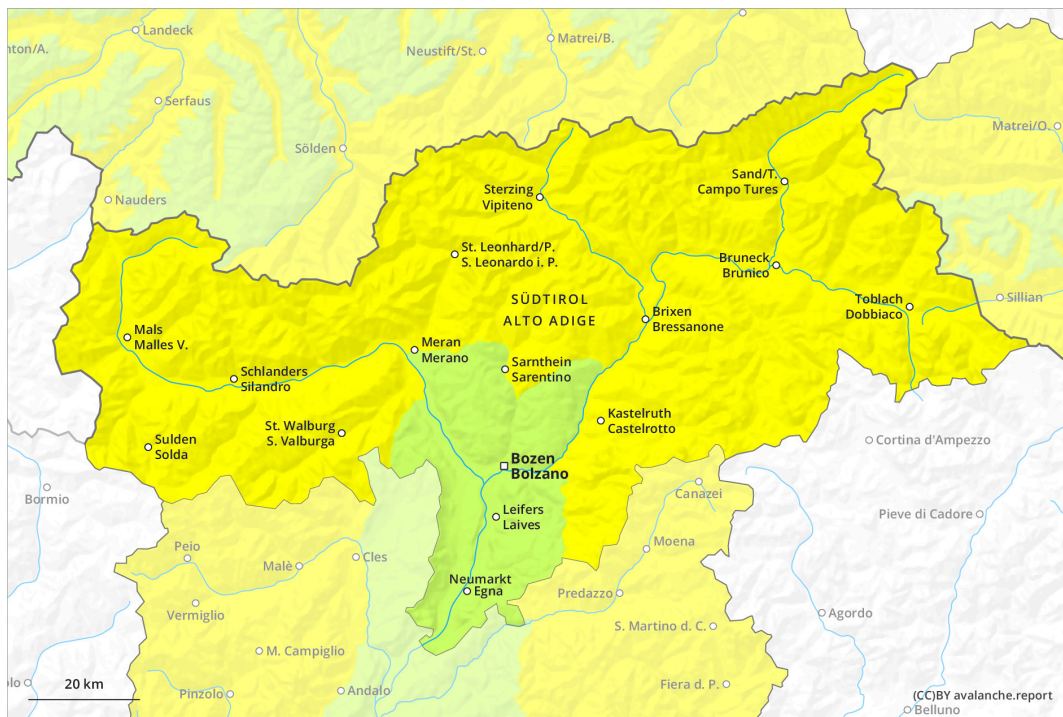 Landeck
nton/A.
Serfaus
Neustift/St.
Matrei/B.
Matrei/O.
Sölden
Nauders
Sterzing
Vipiteno
Sand/T.
Campo Tures
St. Leonhard/P.
S. Leonardo i. P.
Bruneck
Brunico
SÜDTIROL
ALTO ADIGE
Toblach
Dobbiaco
Sillian
Brixen
Bressanone
Mals
Malles V.
Meran
Merano
Sarnthein
Sarentino
Schlanders
Silandro
Kastelruth
Castelrotto
St. Walburg
S. Valburga
Sulden
Solda
Cortina d'Ampezzo
Bozen
Bolzano
Bormio
Canazei
Leifers
Laives
Pieve di Cadore
Moena
Peio
Cles
Malè
Neumarkt
Egna
Predazzo
Vermiglio
Agordo
S. Martino d. C.
M. Campiglio
olo
20 km
Pinzolo
Andalo
Fiera d. P.
(CC)BY avalanche.report
Belluno